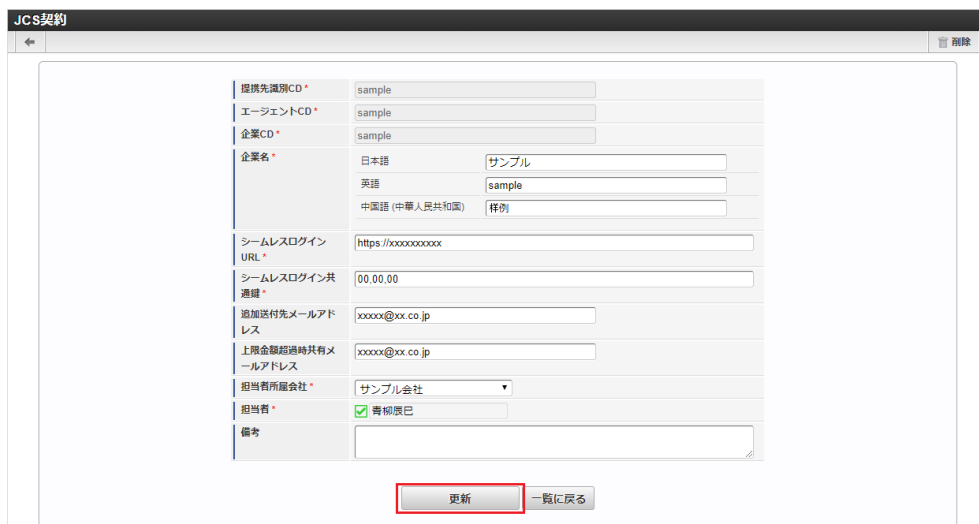 JCS契約
削除
提携先識別CD * sample
エージェントCD * sample
企業CD * sample
企業名 * 日本語 サンプル
英語 sample
中国語 (中華人民共和国) 样例
シームレスログイン
URL * https://xxxxxxxxxx
シームレスログイン共
通鍵 * 00,00,00
追加送付先メールアド
レス xxxxx@xx.co.jp
上限金額超過時共有メ
ールアドレス xxxxx@xx.co.jp
担当者所属会社 * サンプル会社
担当者 * 青柳辰巳
備考
更新 一覧に戻る